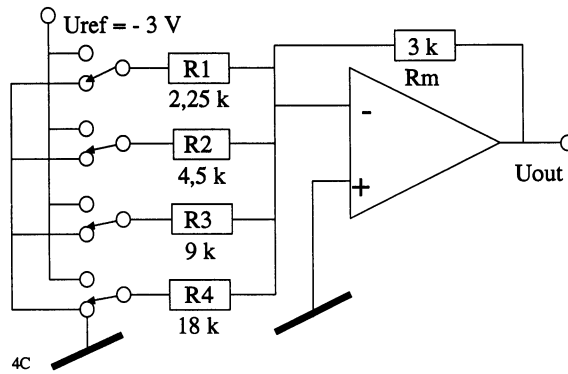 Uref = - 3 V
3 k
Rm
R1
2,25 k
-
R2
4,5 k
+
Uout
R3
9 k
R4
18 k
4C